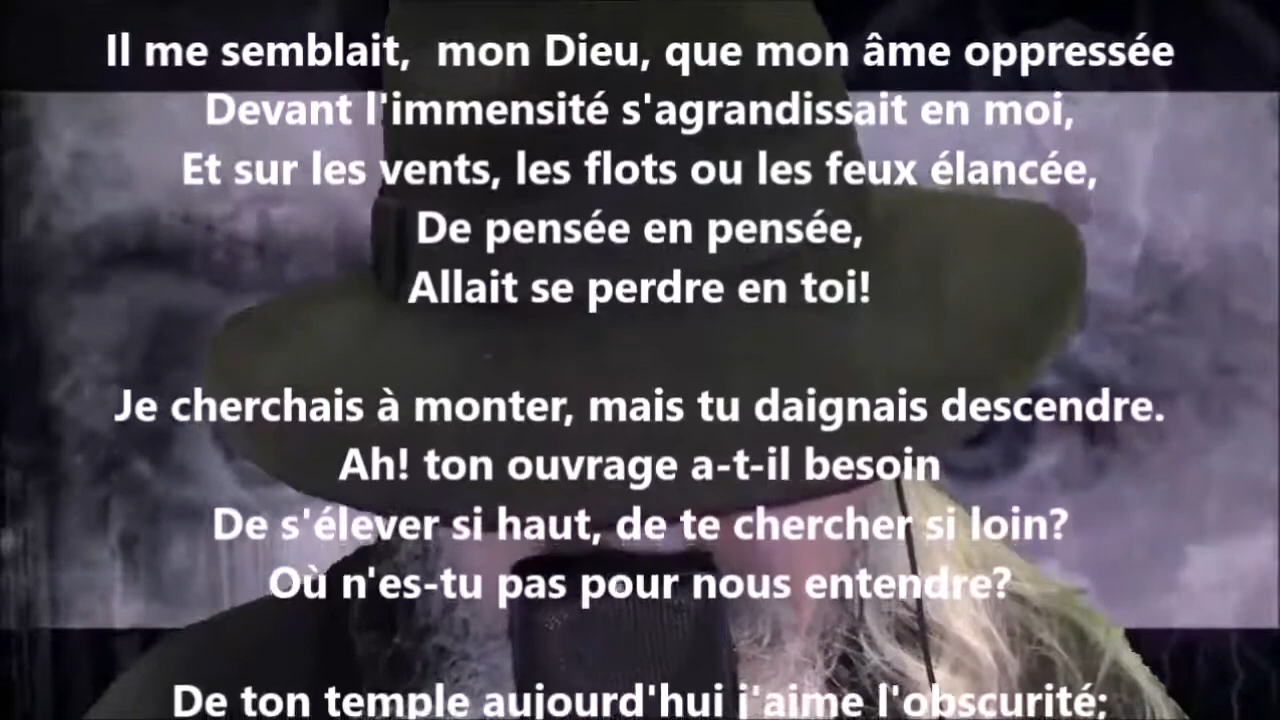 Il me semblait, mon Dieu, que mon âme oppressée
Devant l'immensité s'agrandissait en moi,
Et sur les vents, les flots ou les feux élancée,
De pensée en pensée,
Allait se perdre en toi!
Je cherchais à monter, mais tu daignais descendre.
Ah! ton ouvrage a-t-il besoin
De s'élever si haut, de te chercher si loin?
Où n'es-tu pas pour nous entendre?
De ton temple aujourd'hui j'aime l'obscurité;